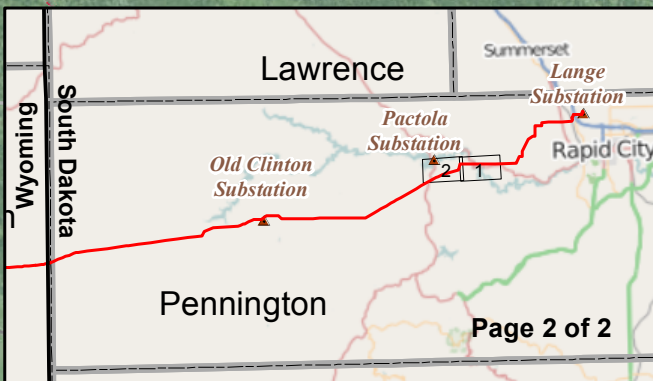 Summerset
Lawrence
Lange
Substation
Wyoming
South Dakota
Pactola
Substation
Rapid City
Old Clinton
Substation
2
1
Pennington
Page 2 of 2